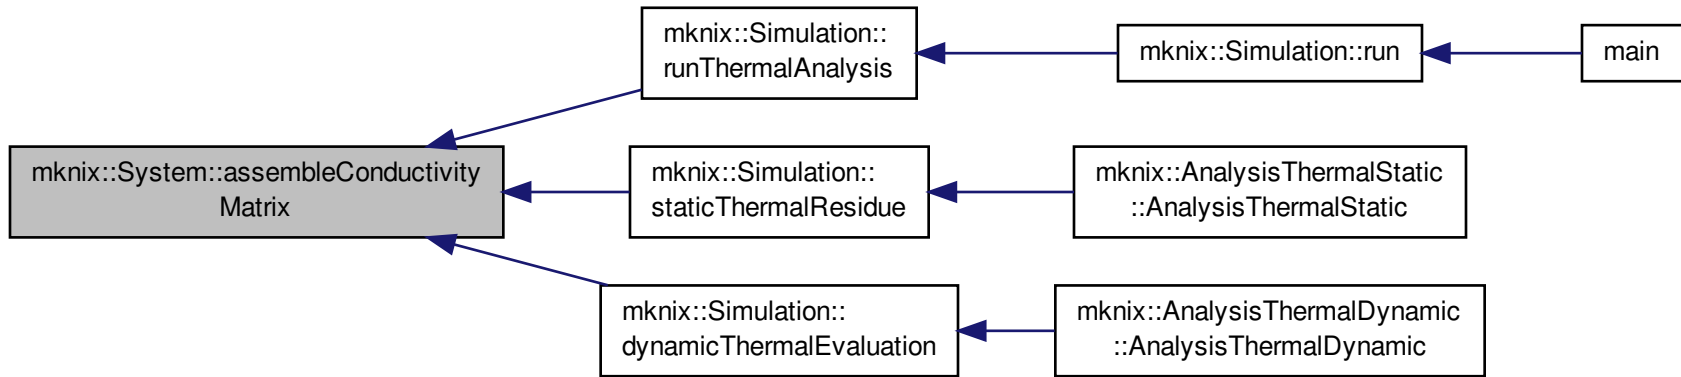 mknix::Simulation::
runThermalAnalysis
mknix::Simulation::run
main
mknix::System::assembleConductivity
Matrix
mknix::Simulation::
staticThermalResidue
mknix::AnalysisThermalStatic
::AnalysisThermalStatic
mknix::Simulation::
dynamicThermalEvaluation
mknix::AnalysisThermalDynamic
::AnalysisThermalDynamic